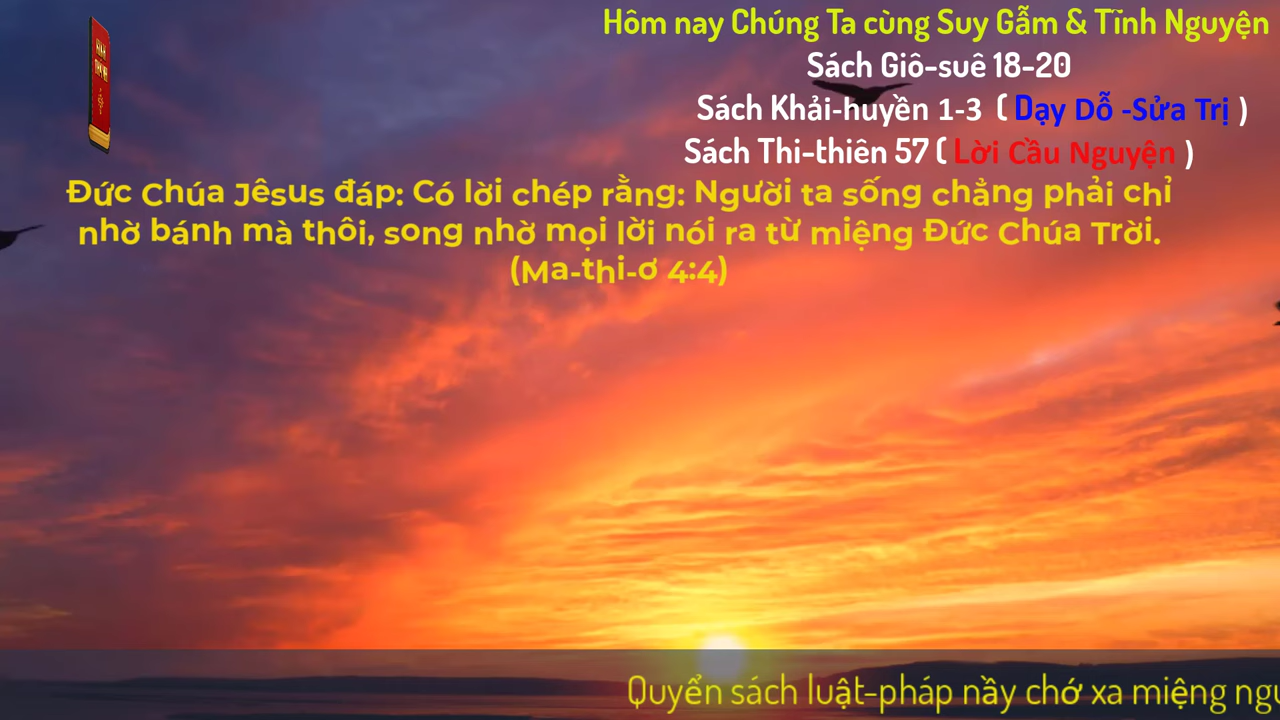 Hôm nay Chúng Ta cùng Suy Gẫm & Tĩnh Nguyện
Sách Giô-suê 18-20
Sách Khải-huyền 1-3 ( Dạy Dỗ -Sửa Trị )
Sách Thi-thiên 57 ( Lời Cầu Nguyện )
Đức Chúa Jêsus đáp: Có lời chép rằng: Người ta sống chẳng phải chỉ
nhờ bánh mà thôi, song nhờ mọi lời nói ra từ miệng Đức Chúa Trời.
(Ma-thi-ơ 4:4)
Quyển sách luật-pháp nầy chớ xa miệng